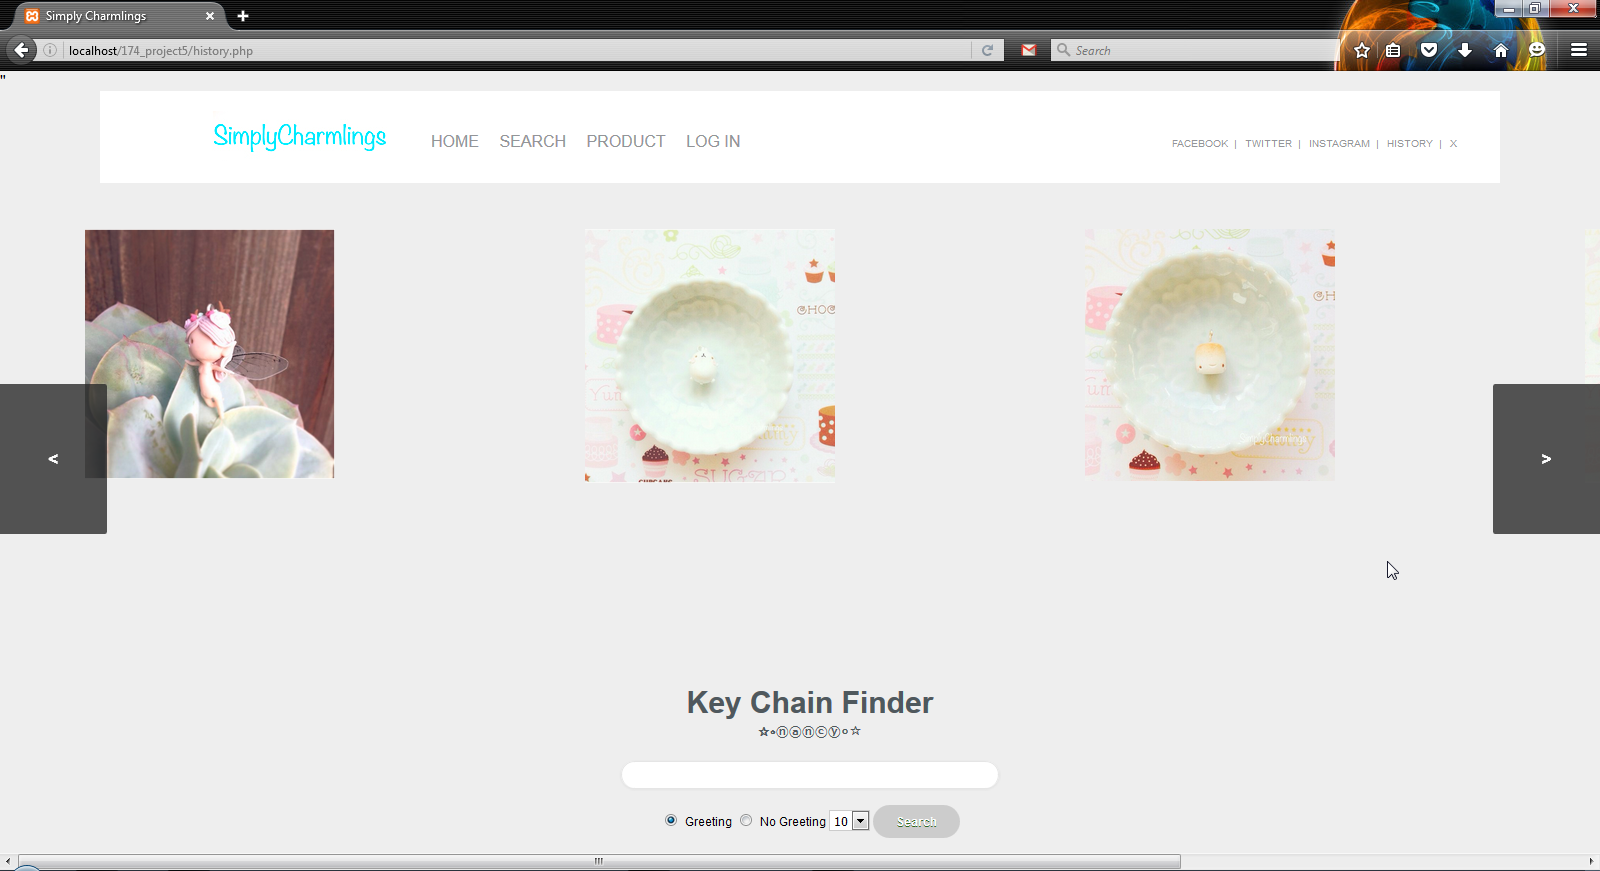 Simply Charmlings
localhost/174_project5/history.php
Search
"
SimplyCharmlings
HOME SEARCH PRODUCT LOG IN
FACEBOOK | TWITTER | INSTAGRAM | HISTORY | X
SimplyCharmlings
<
>
Key Chain Finder
☆∘ⓝⓐⓝⓒⓨ∘☆
Greeting No Greeting 10 Search